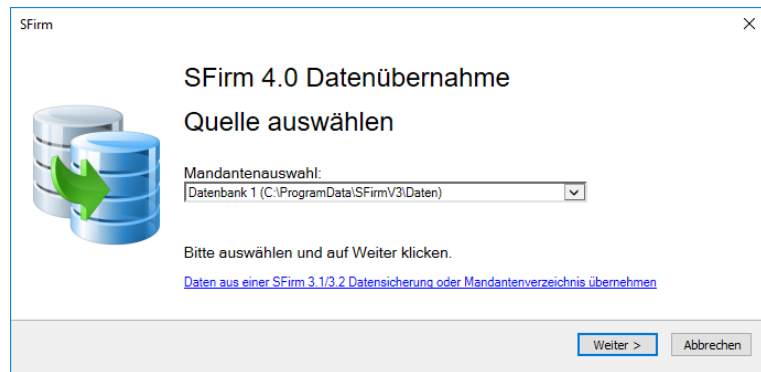 SFirm
SFirm 4.0 Datenübernahme
Quelle auswählen
Mandantenauswahl:
Datenbank 1 (C:\ProgramData\SFirmV3\Daten)
Bitte auswählen und auf Weiter klicken.
Daten aus einer SFirm 3.1/3.2 Datensicherung oder Mandantenverzeichnis übernehmen
Weiter > Abbrechen